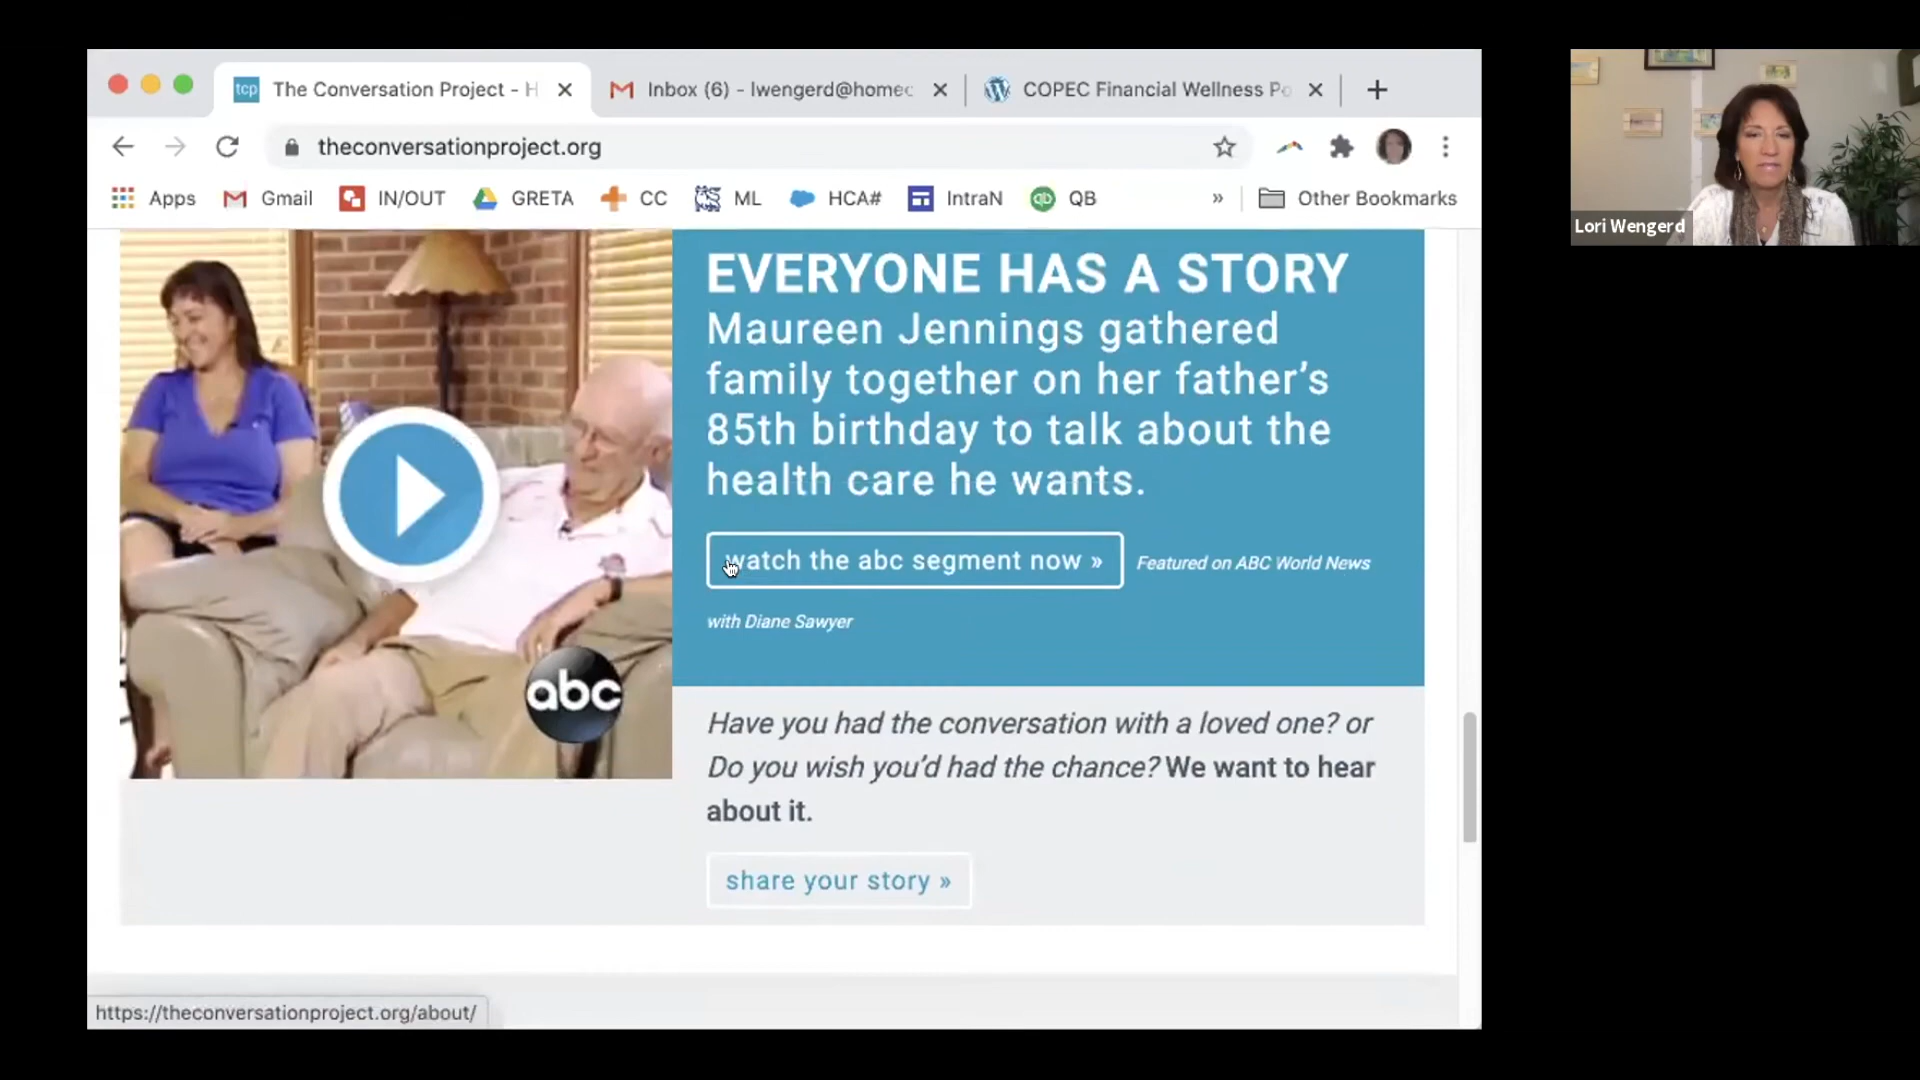 tcp The Conversation Project - H
Inbox (6) - lwengerd@homec
COPEC Financial Wellness Po
theconversationproject.org
Apps Gmail IN/OUT GRETA CC ML HCA# IntraN qb QB » Other Bookmarks
Lori Wengerd
EVERYONE HAS A STORY
Maureen Jennings gathered
family together on her father's
85th birthday to talk about the
health care he wants.
watch the abc segment now » Featured on ABC World News
with Diane Sawyer
abc
Have you had the conversation with a loved one? or
Do you wish you'd had the chance? We want to hear
about it.
share your story »
https://theconversationproject.org/about/